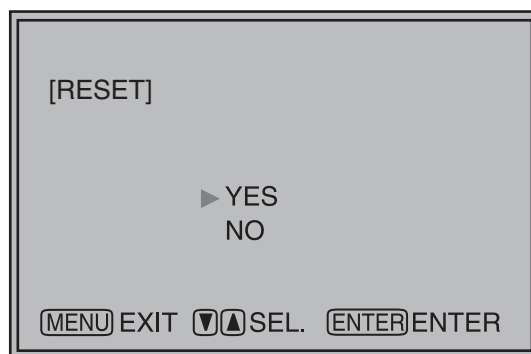 [RESET]
▶ YES
NO
MENU EXIT ▼ ▲ SEL. ENTER ENTER